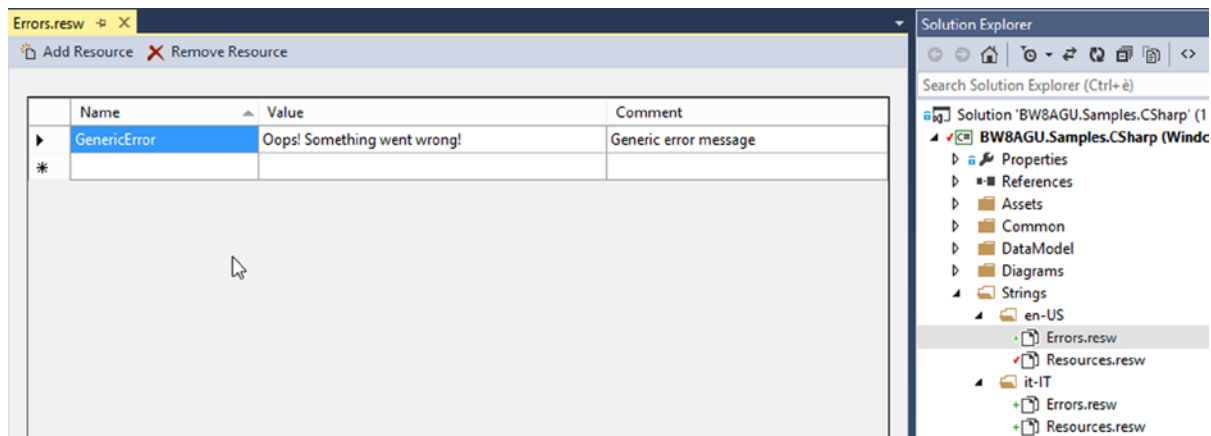 Errors.resw
Add Resource Remove Resource
Name Value Comment
GenericError Oops! Something went wrong! Generic error message
Solution Explorer
Search Solution Explorer (Ctrl+è)
Solution 'BW8AGU.Samples.CSharp' (1
BW8AGU.Samples.CSharp (Windo
Properties
References
Assets
Common
DataModel
Diagrams
Strings
en-US
Errors.resw
Resources.resw
it-IT
Errors.resw
Resources.resw